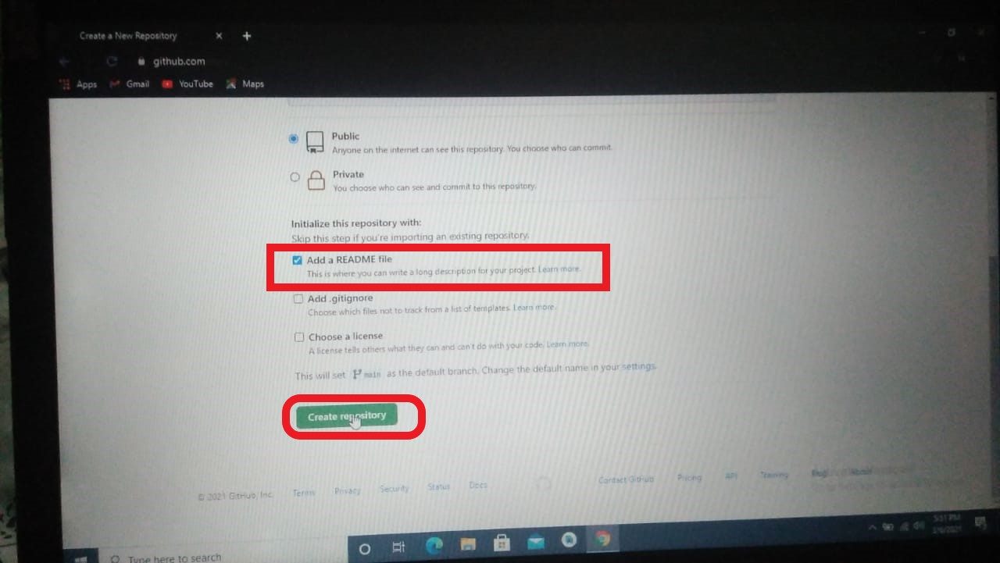 Create a New Repository
github.com
Apps Gmail YouTube Maps
Public
Anyone on the internet can see this repository. You choose who can commit.
Private
You choose who can see and commit to this repository.
Initialize this repository with:
Skip this step if you're importing an existing repository.
Add a README file
This is where you can write a long description for your project. Learn more.
Add .gitignore
Choose which files not to track from a list of templates. Learn more.
Choose a license
A license tells others what they can and can't do with your code. Learn more.
This will set main as the default branch. Change the default name in your settings.
Create repository
© 2021 GitHub, Inc. Terms Privacy Security Status Docs Contact GitHub Pricing API Training Blog About
5:51 PM
Type here to search